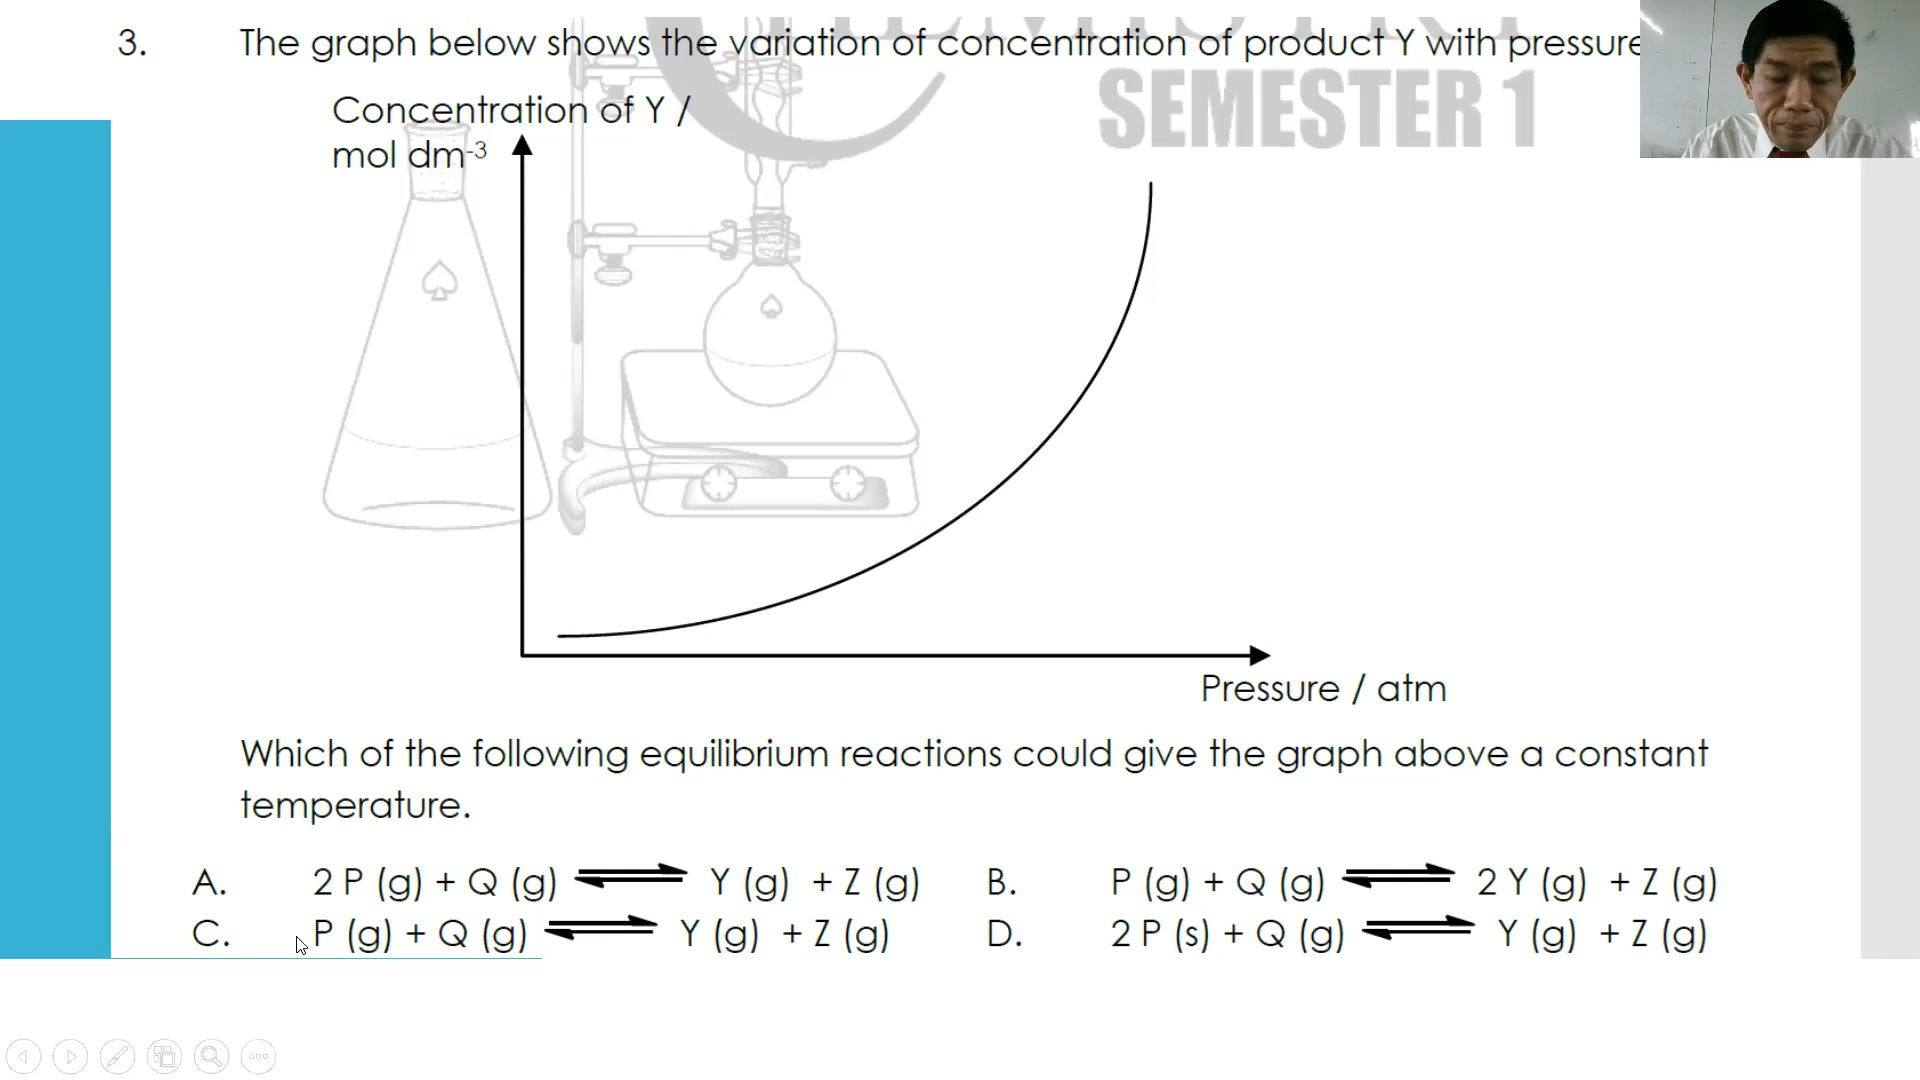 3. The graph below shows the variation of concentration of product Y with pressure
SEMESTER 1
Concentration of Y /
mol dm-3
Pressure / atm
Which of the following equilibrium reactions could give the graph above a constant
temperature.
A. 2 P (g) + Q (g) ⇌ Y (g) + Z (g) B. P (g) + Q (g) ⇌ 2 Y (g) + Z (g)
C. P (g) + Q (g) ⇌ Y (g) + Z (g) D. 2 P (s) + Q (g) ⇌ Y (g) + Z (g)